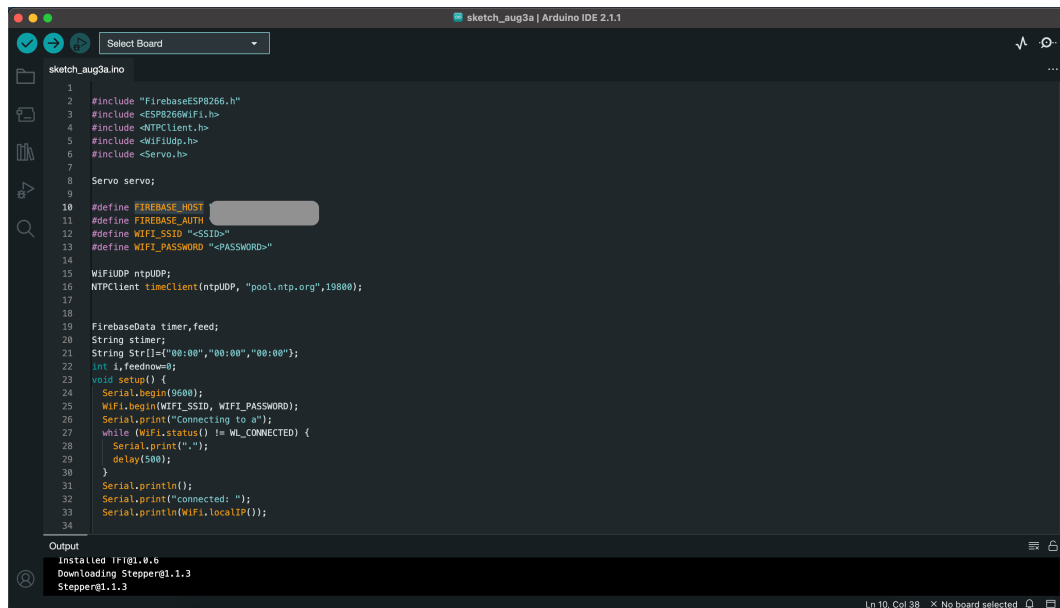 sketch_aug3a | Arduino IDE 2.1.1
Select Board
sketch_aug3a.ino
...
1
2 #include "FirebaseESP8266.h"
3 #include <ESP8266WiFi.h>
4 #include <NTPClient.h>
5 #include <WiFiUdp.h>
6 #include <Servo.h>
7
8 Servo servo;
9
10 #define FIREBASE_HOST "
11 #define FIREBASE_AUTH
12 #define WIFI_SSID "<SSID>"
13 #define WIFI_PASSWORD "<PASSWORD>"
14
15 WiFiUDP ntpUDP;
16 NTPClient timeClient(ntpUDP, "pool.ntp.org",19800);
17
18
19 FirebaseData timer,feed;
20 String stimer;
21 String Str[]={"00:00","00:00","00:00"};
22 int i,feednow=0;
23 void setup() {
24 Serial.begin(9600);
25 WiFi.begin(WIFI_SSID, WIFI_PASSWORD);
26 Serial.print("Connecting to a");
27 while (WiFi.status() != WL_CONNECTED) {
28 Serial.print(".");
29 delay(500);
30 }
31 Serial.println();
32 Serial.print("connected: ");
33 Serial.println(WiFi.localIP());
34
Output
Installed TFT@1.0.6
Downloading Stepper@1.1.3
Stepper@1.1.3
Ln 10, Col 38 × No board selected